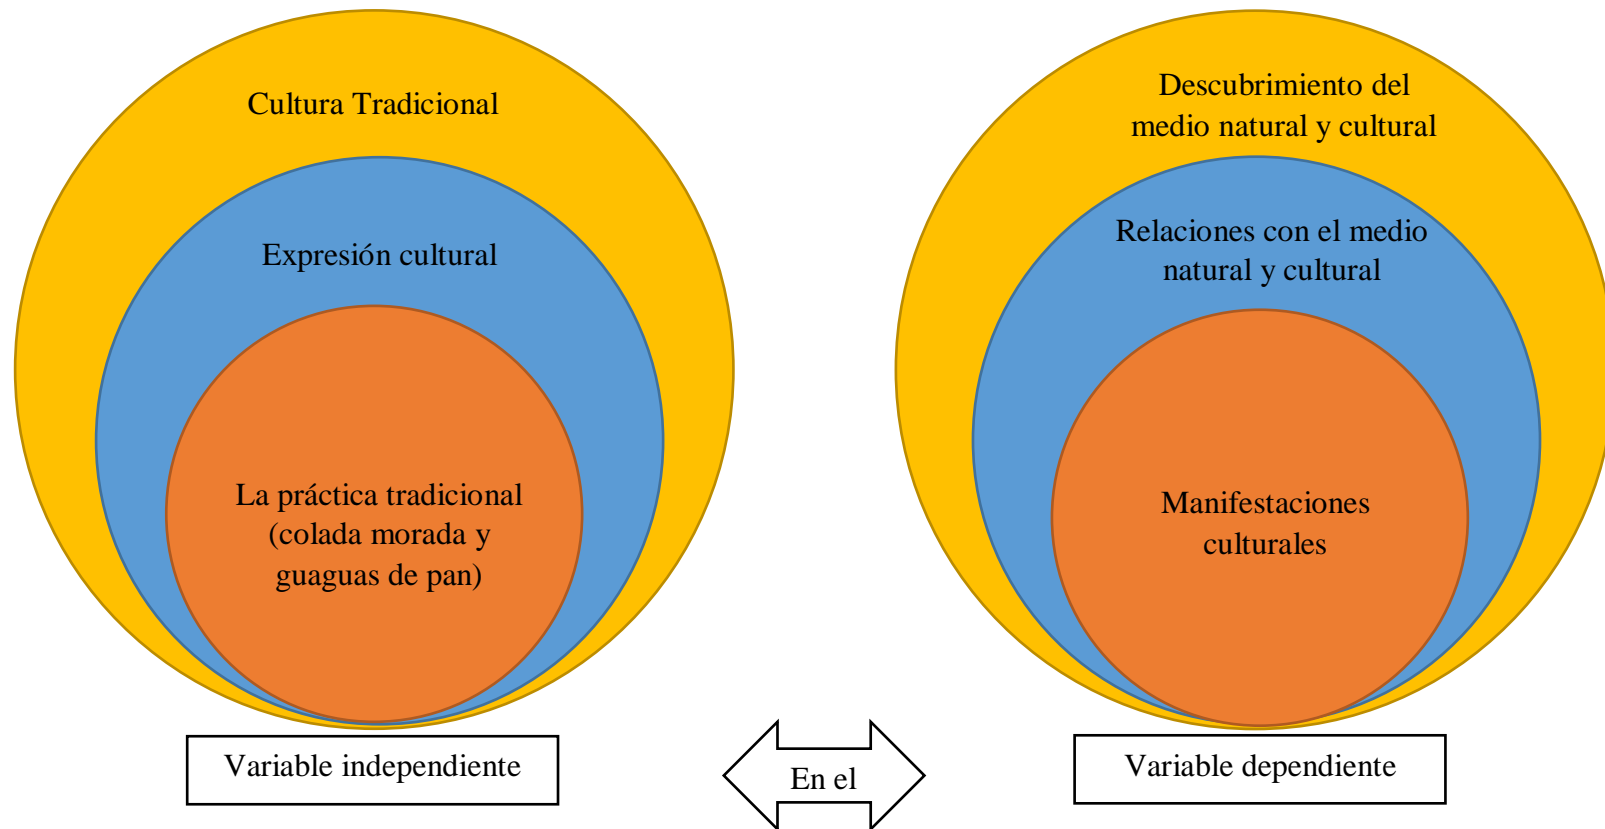 Cultura Tradicional
Expresión cultural
La práctica tradicional
(colada morada y
guaguas de pan)
Variable independiente
En el
Descubrimiento del
medio natural y cultural
Relaciones con el medio
natural y cultural
Manifestaciones
culturales
Variable dependiente